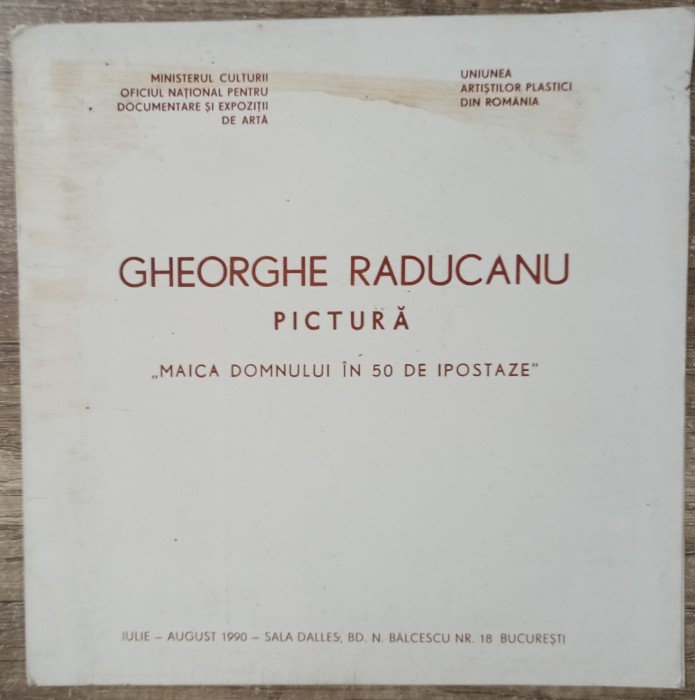 MINISTERUL CULTURII
OFICIUL NAȚIONAL PENTRU
DOCUMENTARE ȘI EXPOZIȚII
DE ARTĂ
UNIUNEA
ARTIȘTILOR PLASTICI
DIN ROMÂNIA
GHEORGHE RADUCANU
PICTURĂ
„MAICA DOMNULUI ÎN 50 DE IPOSTAZE"
IULIE – AUGUST 1990 – SALA DALLES, BD. N. BĂLCESCU NR. 18 BUCUREȘTI